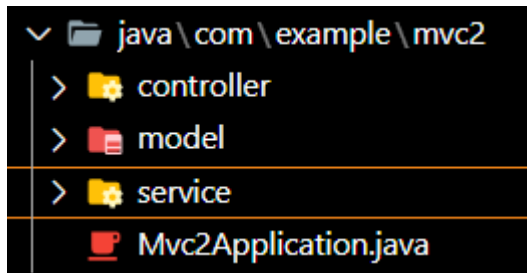 java\com\example\mvc2
controller
model
service
Mvc2Application.java